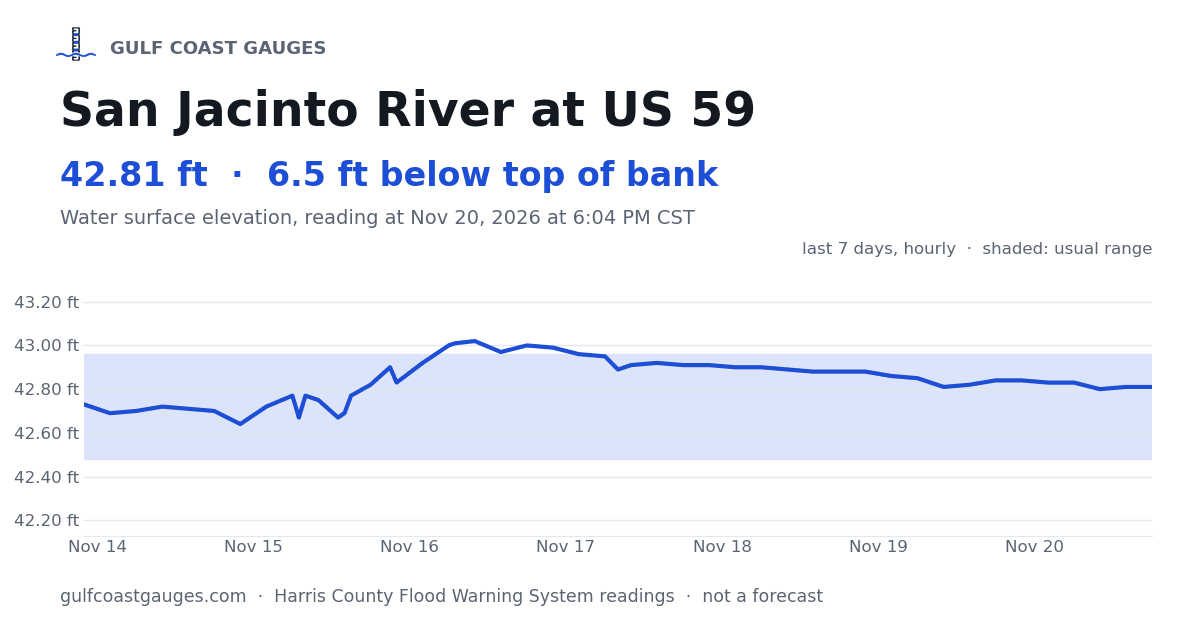 GULF COAST GAUGES
San Jacinto River at US 59
42.81 ft · 6.5 ft below top of bank
Water surface elevation, reading at Nov 20, 2026 at 6:04 PM CST
last 7 days, hourly · shaded: usual range
43.20 ft
43.00 ft
42.80 ft
42.60 ft
42.40 ft
42.20 ft
Nov 14 Nov 15 Nov 16 Nov 17 Nov 18 Nov 19 Nov 20
gulfcoastgauges.com · Harris County Flood Warning System readings · not a forecast